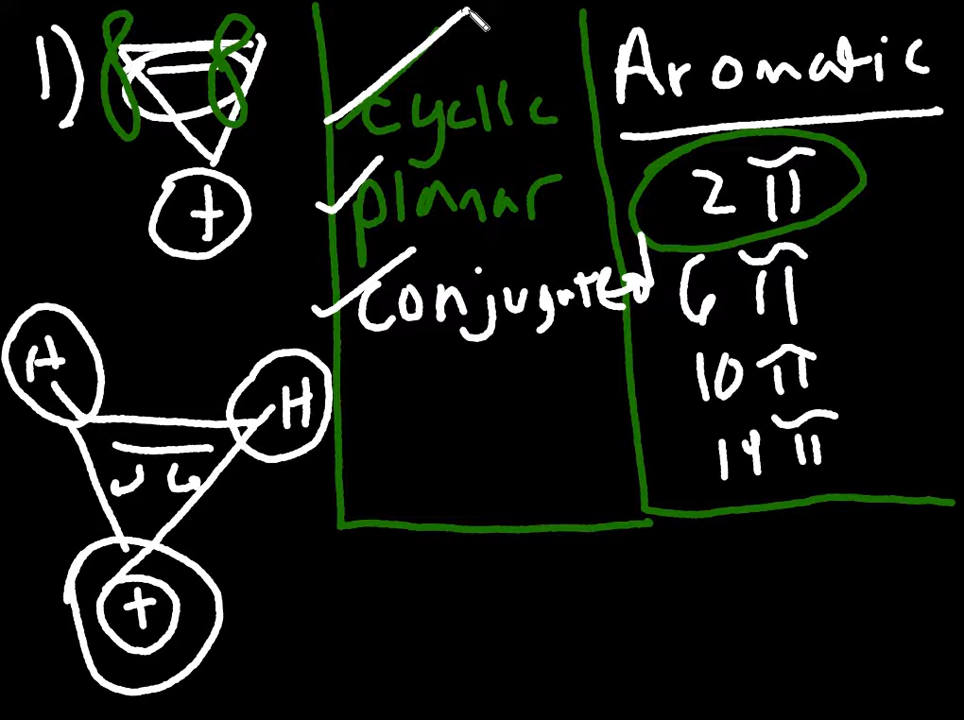 1)
+
cyclic
planar
conjugated
Aromatic
2 π
6 π
10 π
14 π
H
H
+